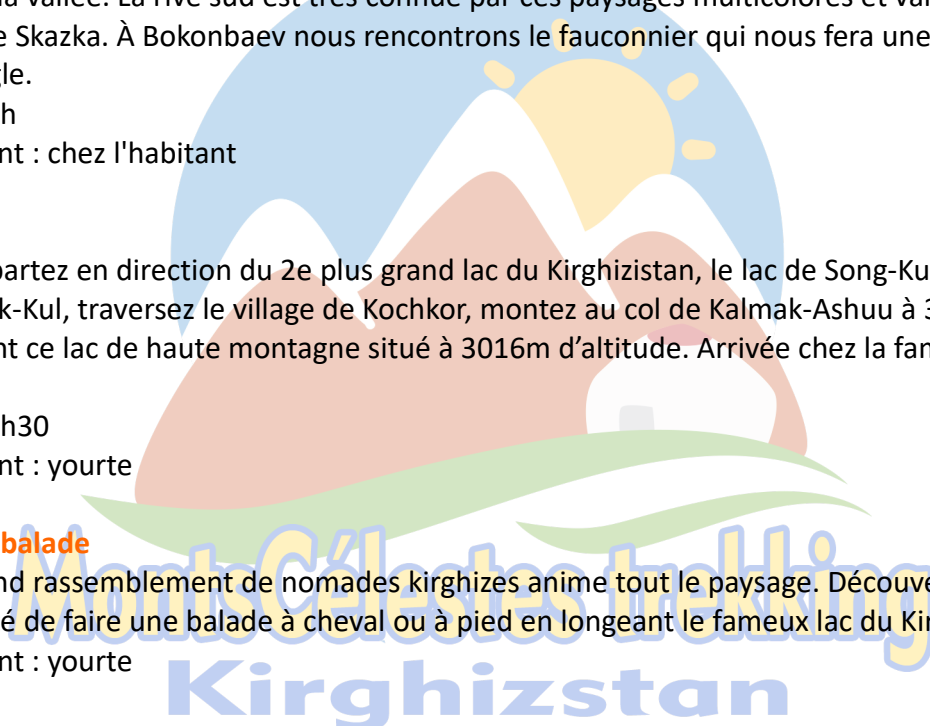 la vallée. La rive sud est très connue par ces paysages multicolores et
e Skazka. À Bokonbaev nous rencontrons le fauconnier qui nous fera une
gle.
h
nt : chez l'habitant
partez en direction du 2e plus grand lac du Kirghizistan, le lac de Song-Ku
k-Kul, traversez le village de Kochkor, montez au col de Kalmak-Ashuu à 3
nt ce lac de haute montagne situé à 3016m d'altitude. Arrivée chez la fam
h30
nt : yourte
balade
nd rassemblement de nomades kirghizes anime tout le paysage. Découve
é de faire une balade à cheval ou à pied en longeant le fameux lac du Kir
nt : yourte
MontsCélestes trekking
Kirghizstan